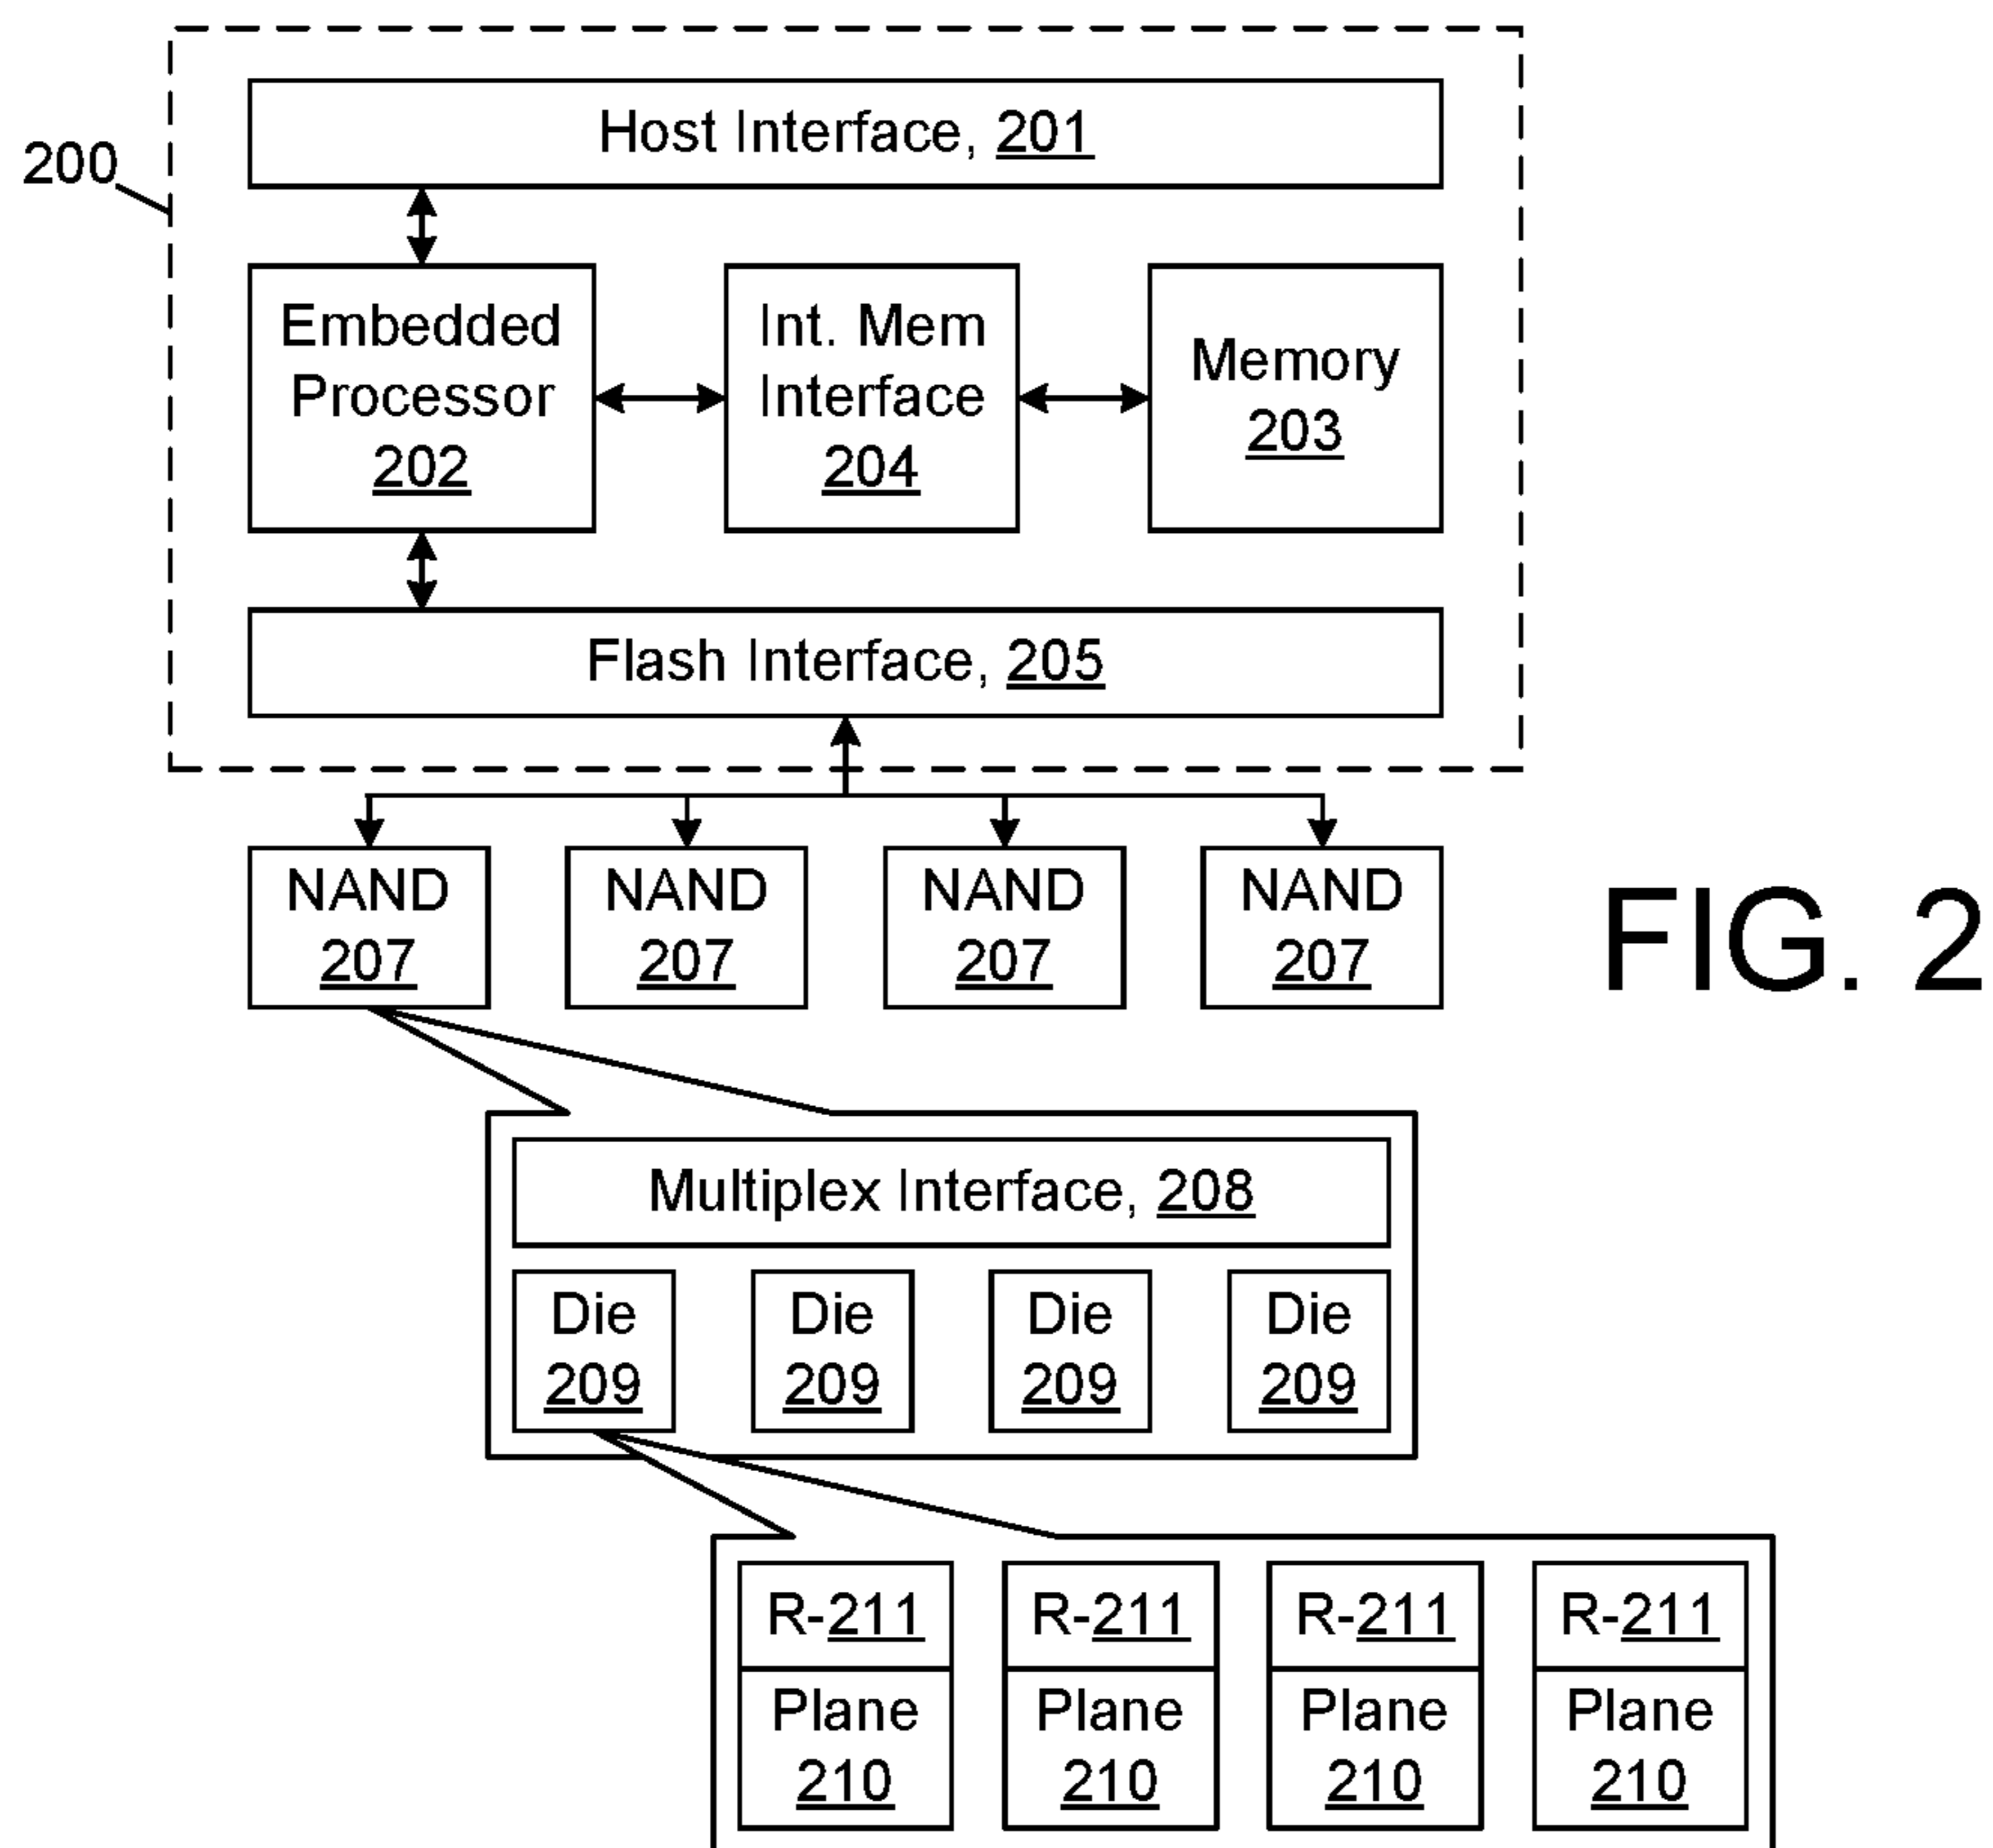 Host Interface, 201
200
Embedded
Processor
202
Int. Mem
Interface
204
Memory
203
Flash Interface, 205
NAND
207
NAND
207
NAND
207
NAND
207
FIG. 2
Multiplex Interface, 208
Die
209
Die
209
Die
209
Die
209
R-211
Plane
210
R-211
Plane
210
R-211
Plane
210
R-211
Plane
210